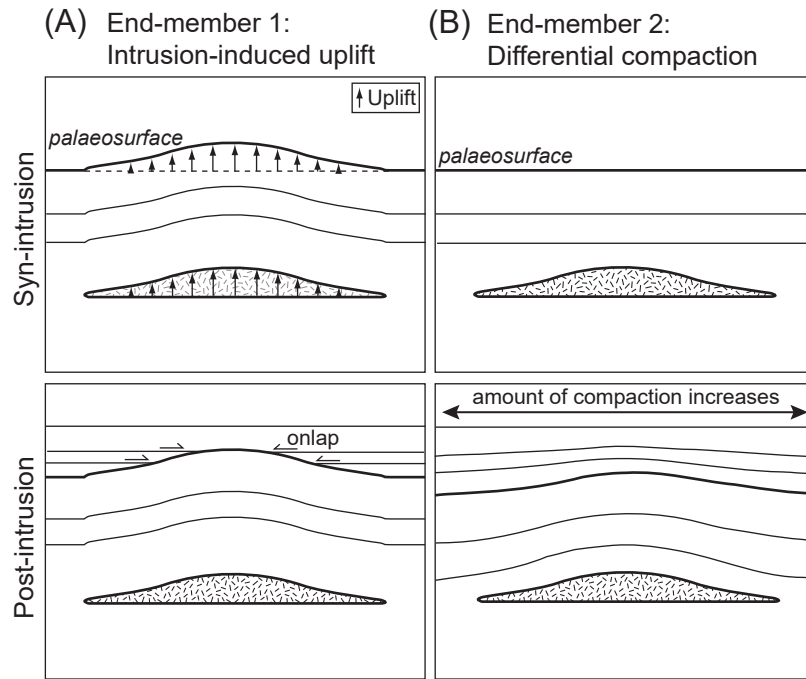 (A) End-member 1:
Intrusion-induced uplift
(B) End-member 2:
Differential compaction
Syn-intrusion
Uplift
palaeosurface
palaeosurface
Post-intrusion
onlap
amount of compaction increases